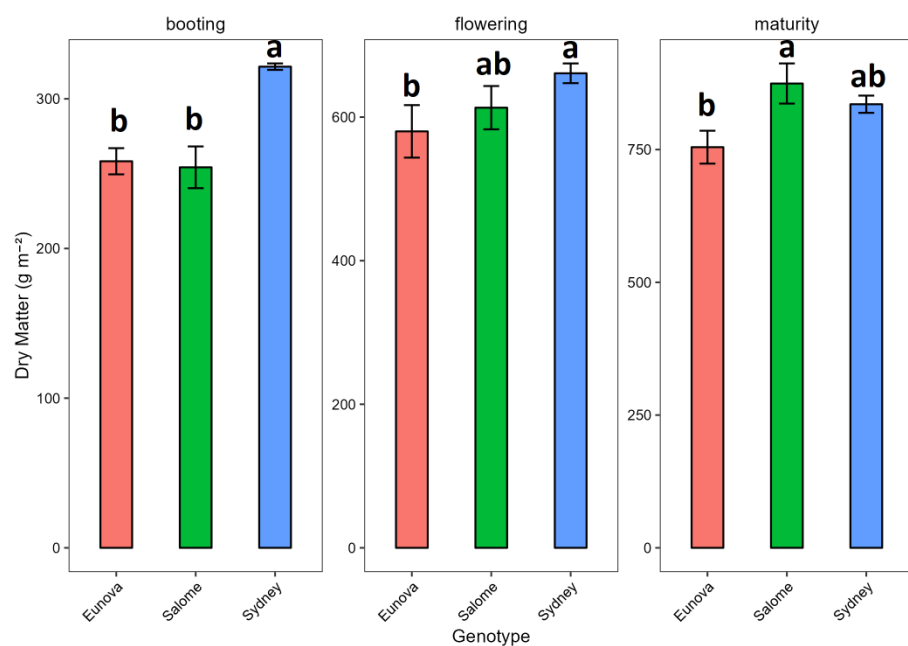 booting
flowering
maturity
Dry Matter (g m⁻²)
300
200
100
0
b
b
a
Eunova
Salome
Sydney
600
400
200
0
b
ab
a
Eunova
Salome
Sydney
750
500
250
0
b
a
ab
Eunova
Salome
Sydney
Genotype